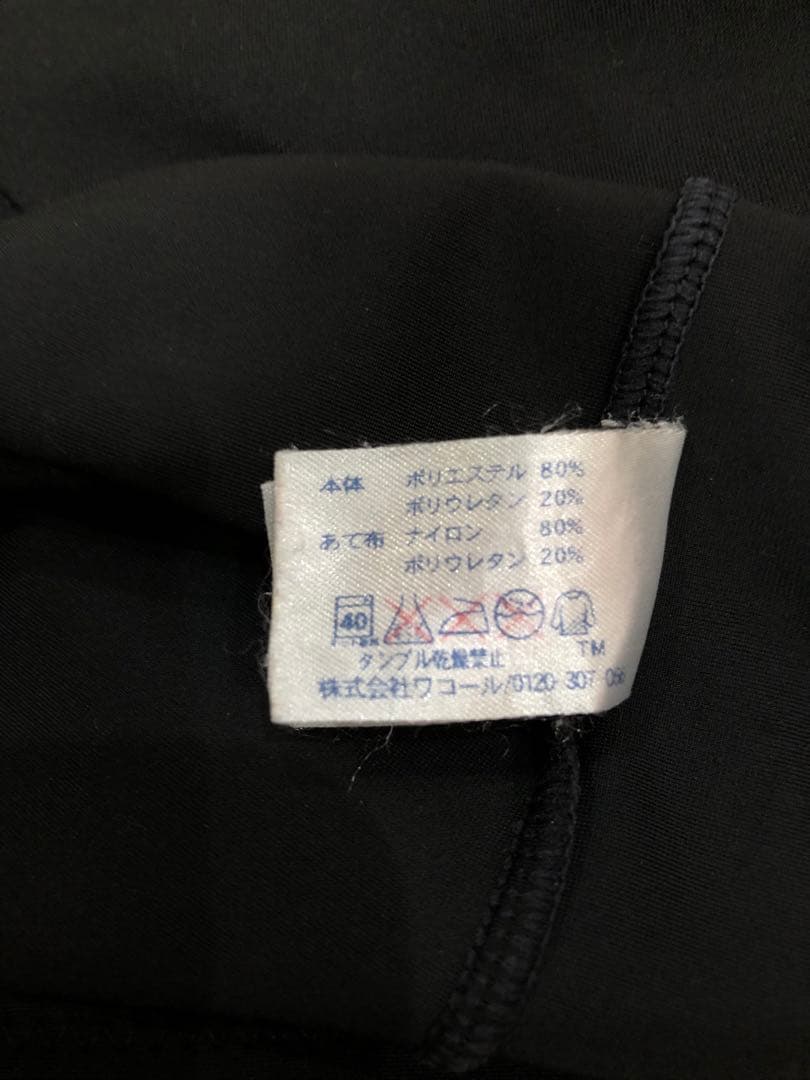 本体 ポリエステル 80%
ポリウレタン 20%
あて布 ナイロン 80%
ポリウレタン 20%
40
TM
タンブル乾燥禁止
株式会社ワコール/0120 307